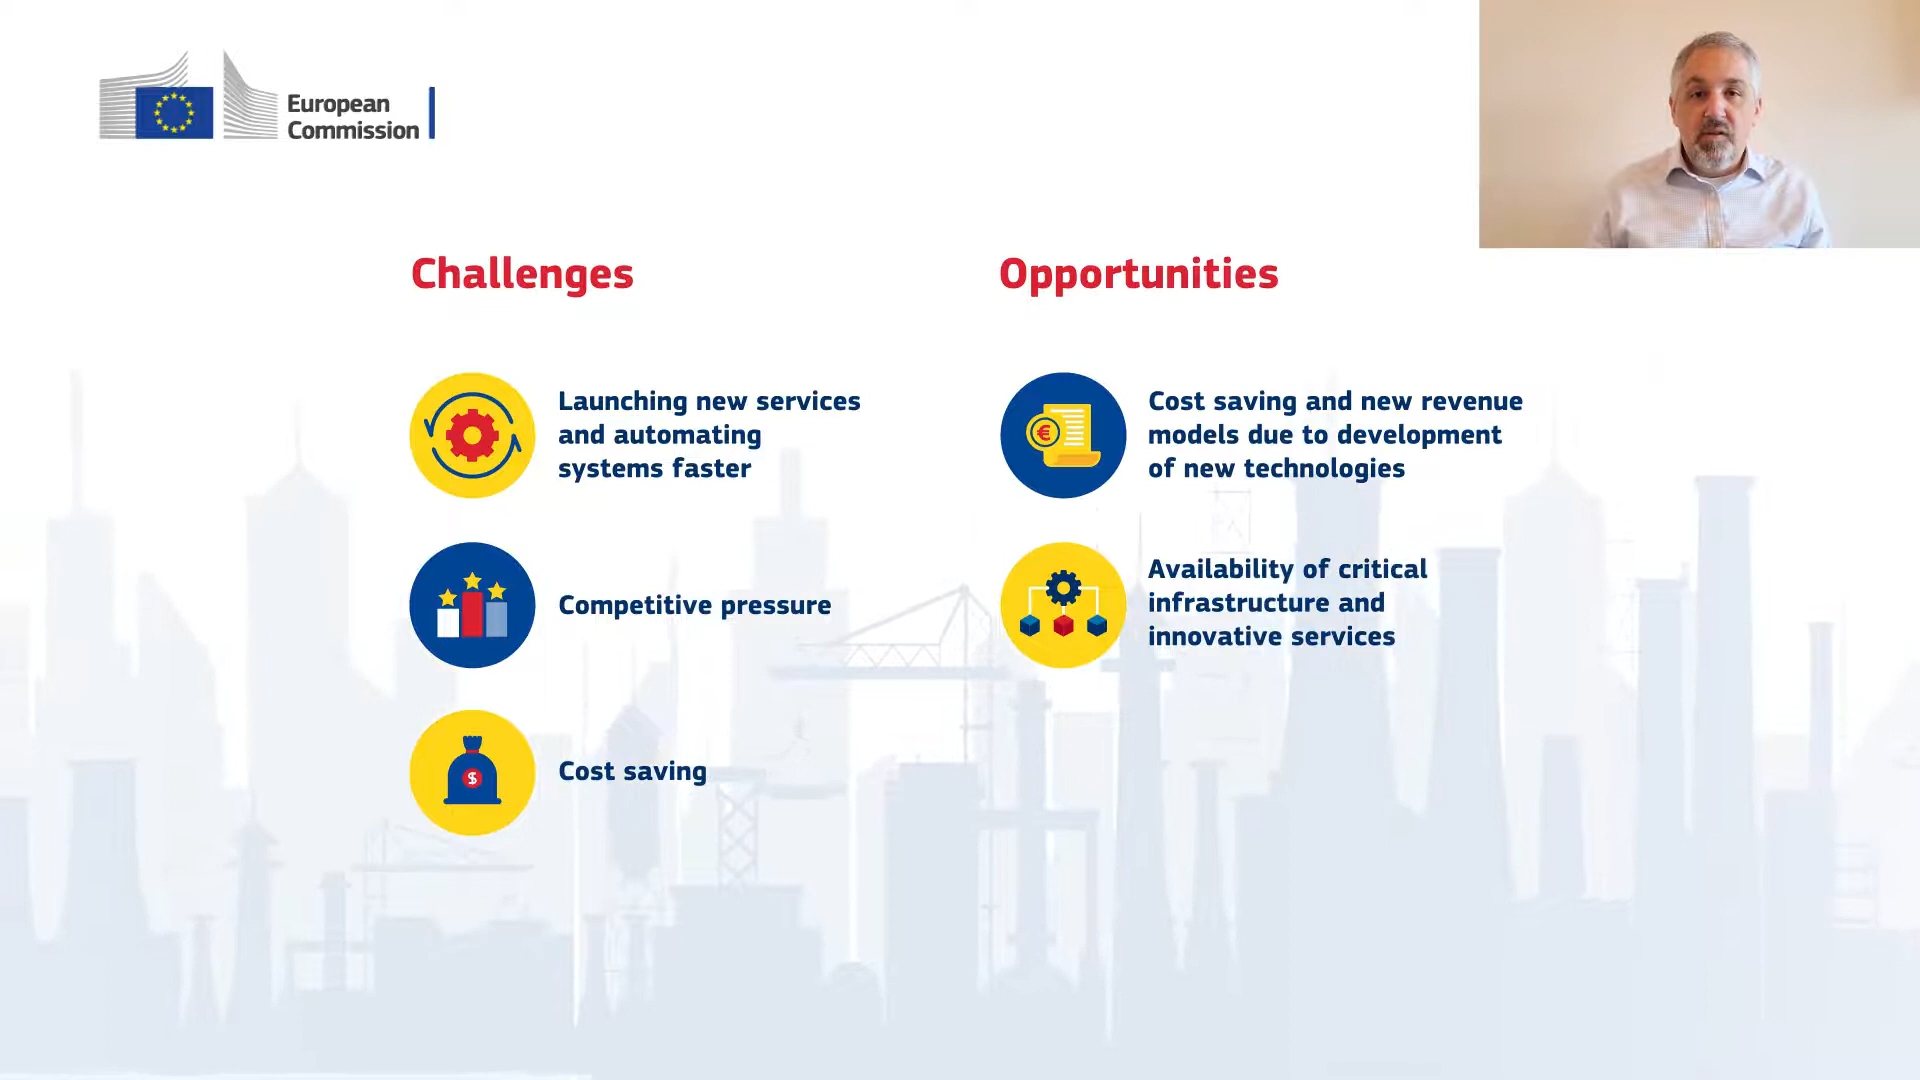 European
Commission
Challenges
Launching new services
and automating
systems faster
Competitive pressure
$
Cost saving
Opportunities
€
Cost saving and new revenue
models due to development
of new technologies
Availability of critical
infrastructure and
innovative services